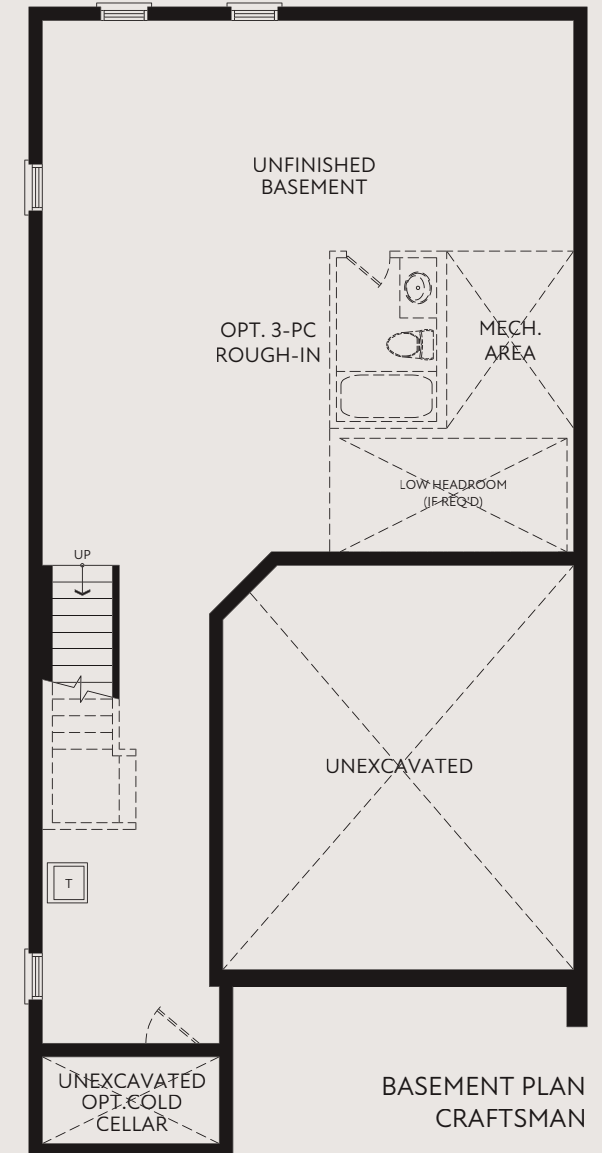 UNFINISHED
BASEMENT
OPT. 3-PC
ROUGH-IN
MECH.
AREA
LOW HEADROOM
(IF REQ'D)
UP
UNEXCAVATED
T
UNEXCAVATED
OPT.COLD
CELLAR
BASEMENT PLAN
CRAFTSMAN